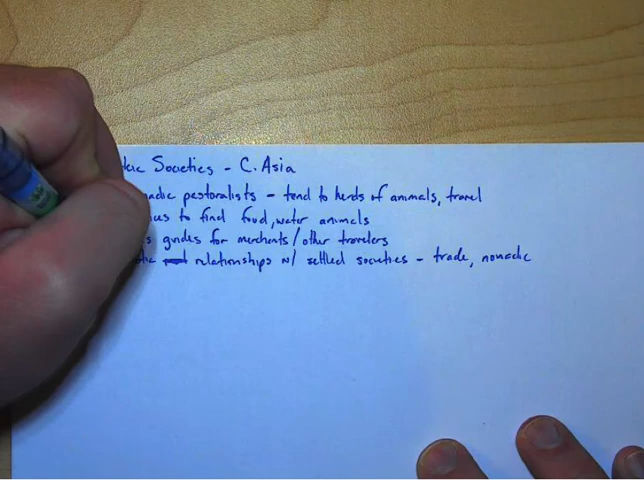 Societies - C. Asia
pastoralists - tend to herds of animals, travel
to find food, water animals
guides for merchants/other travelers
relationships w/ settled societies - trade, nomadic